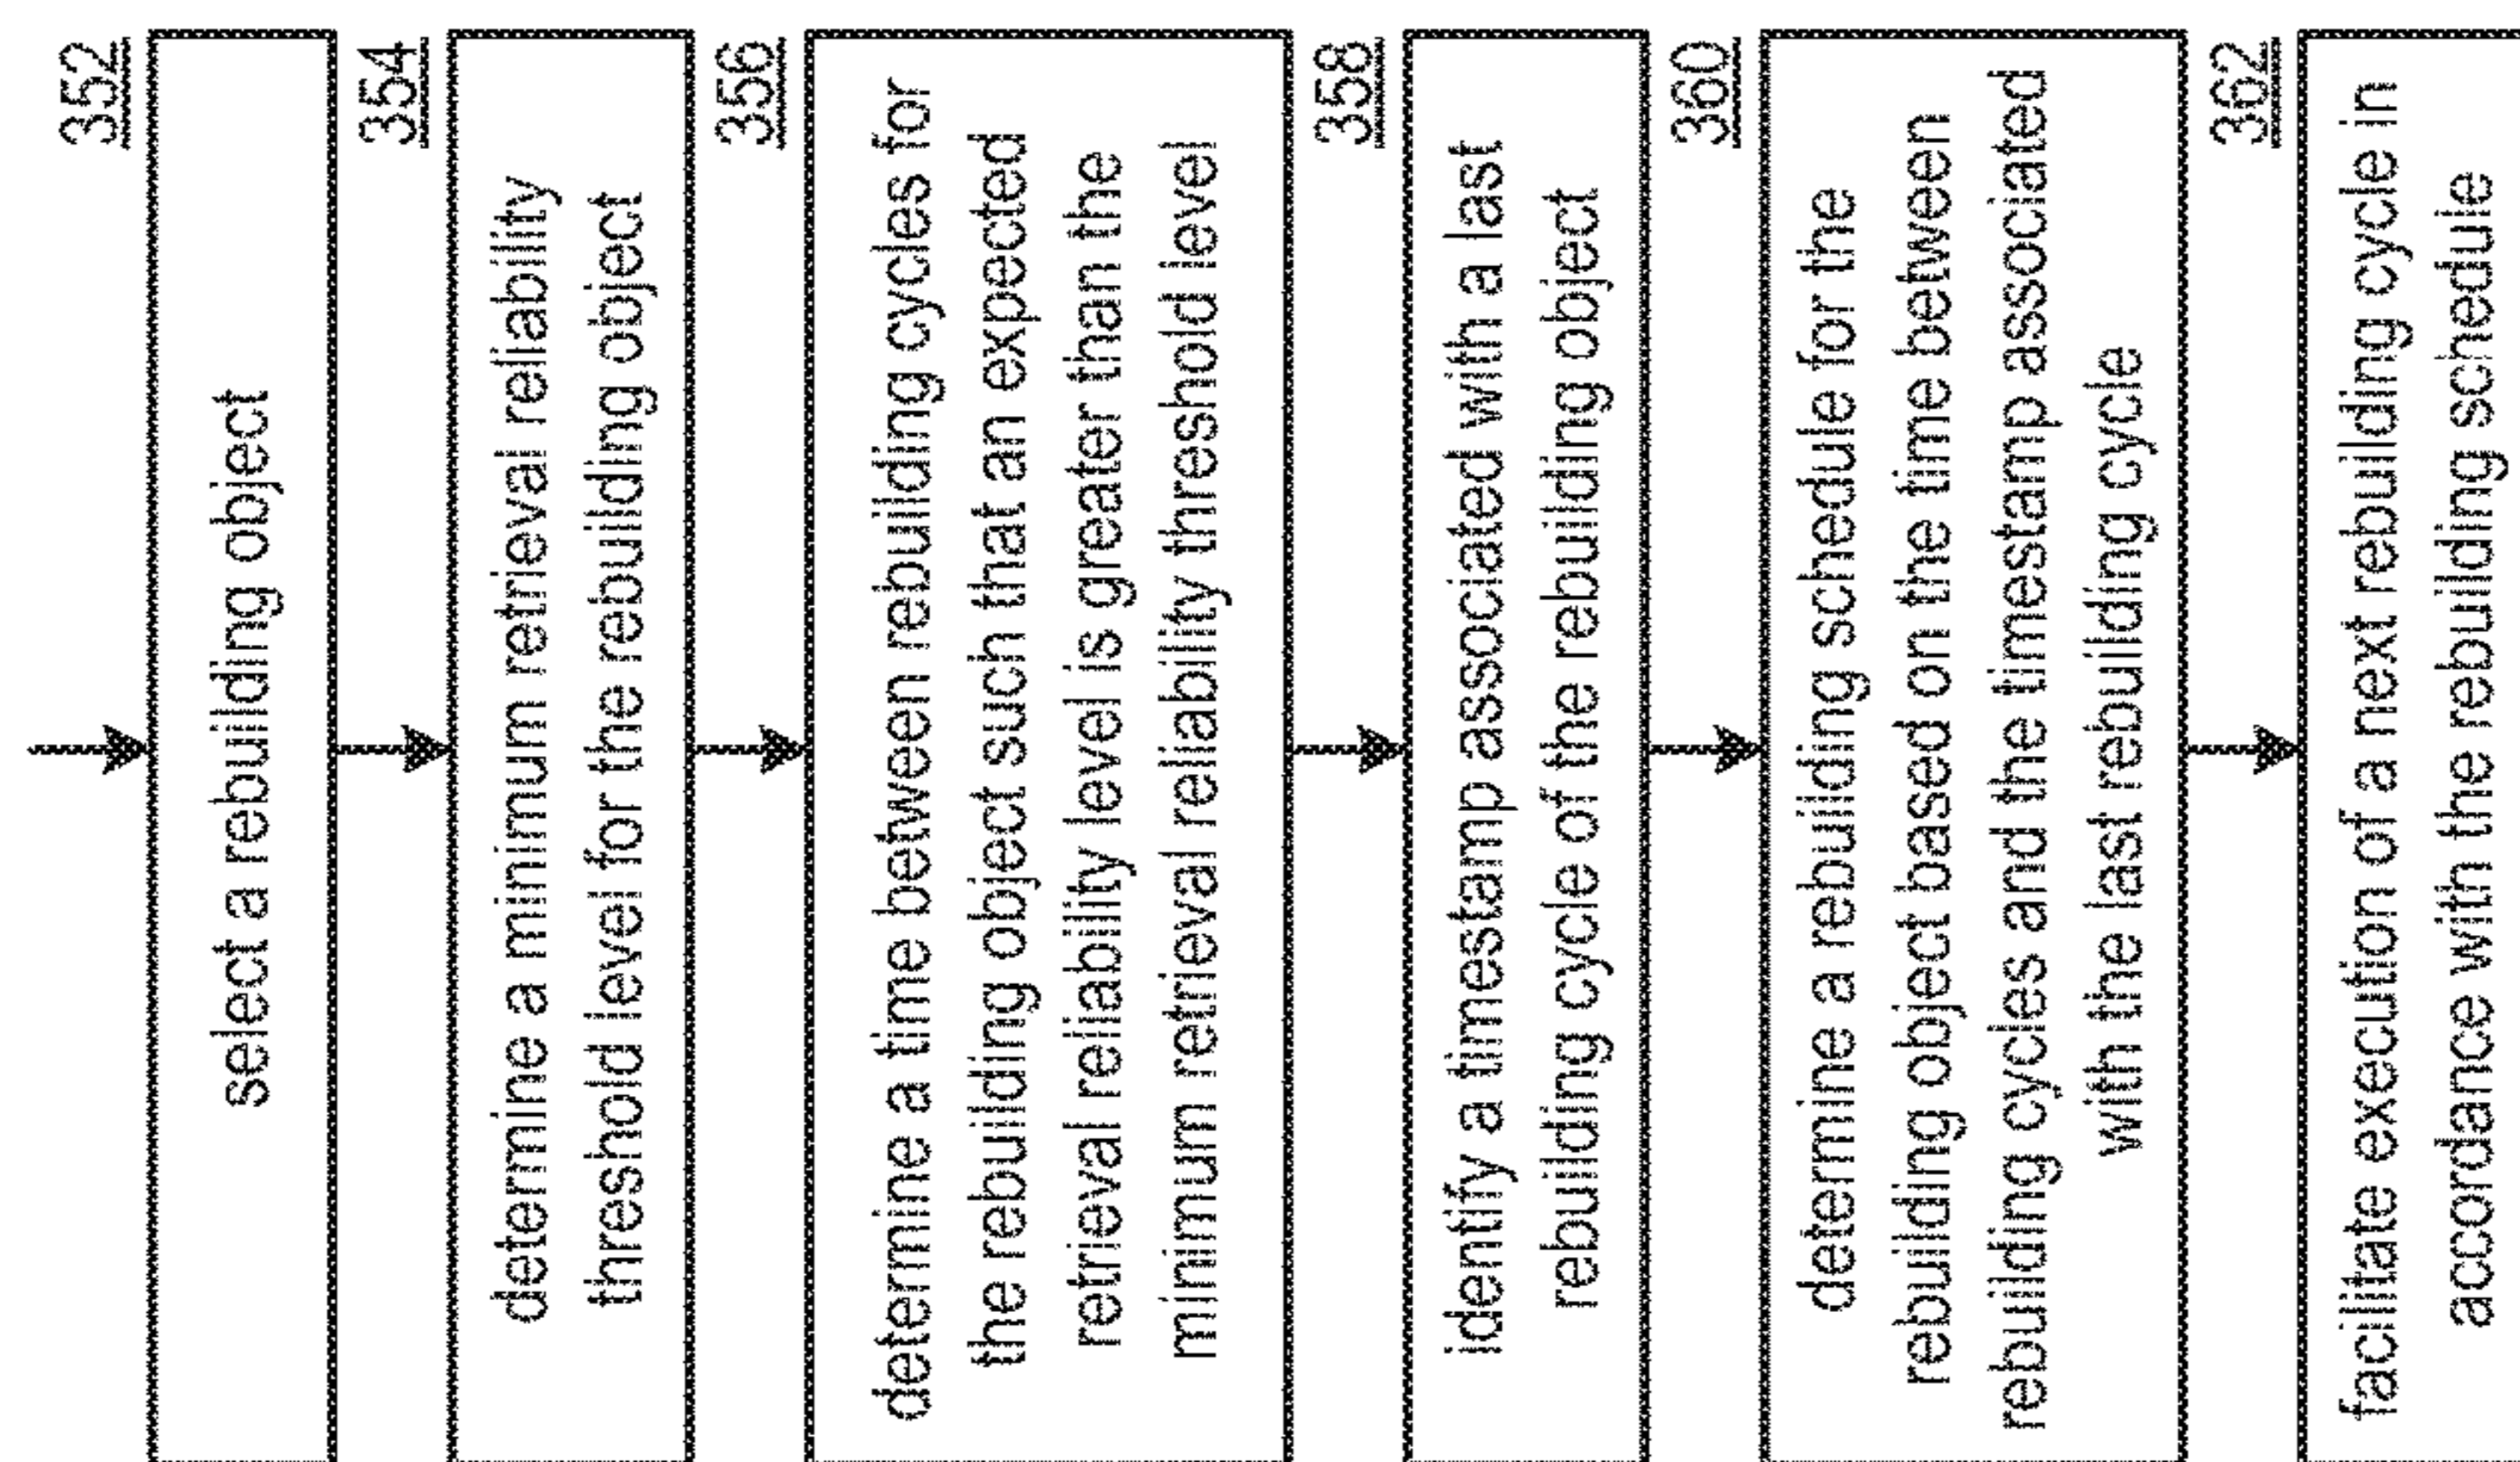 352
select a rebuilding object
354
determine a minimum retrieval reliability
threshold level for the rebuilding object
356
determine a time between rebuilding cycles for
the rebuilding object such that an expected
retrieval reliability level is greater than the
minimum retrieval reliability threshold level
358
identify a timestamp associated with a last
rebuilding cycle of the rebuilding object
360
determine a rebuilding schedule for the
rebuilding object based on the time between
rebuilding cycles and the timestamp associated
with the last rebuilding cycle
362
facilitate execution of a next rebuilding cycle in
accordance with the rebuilding schedule